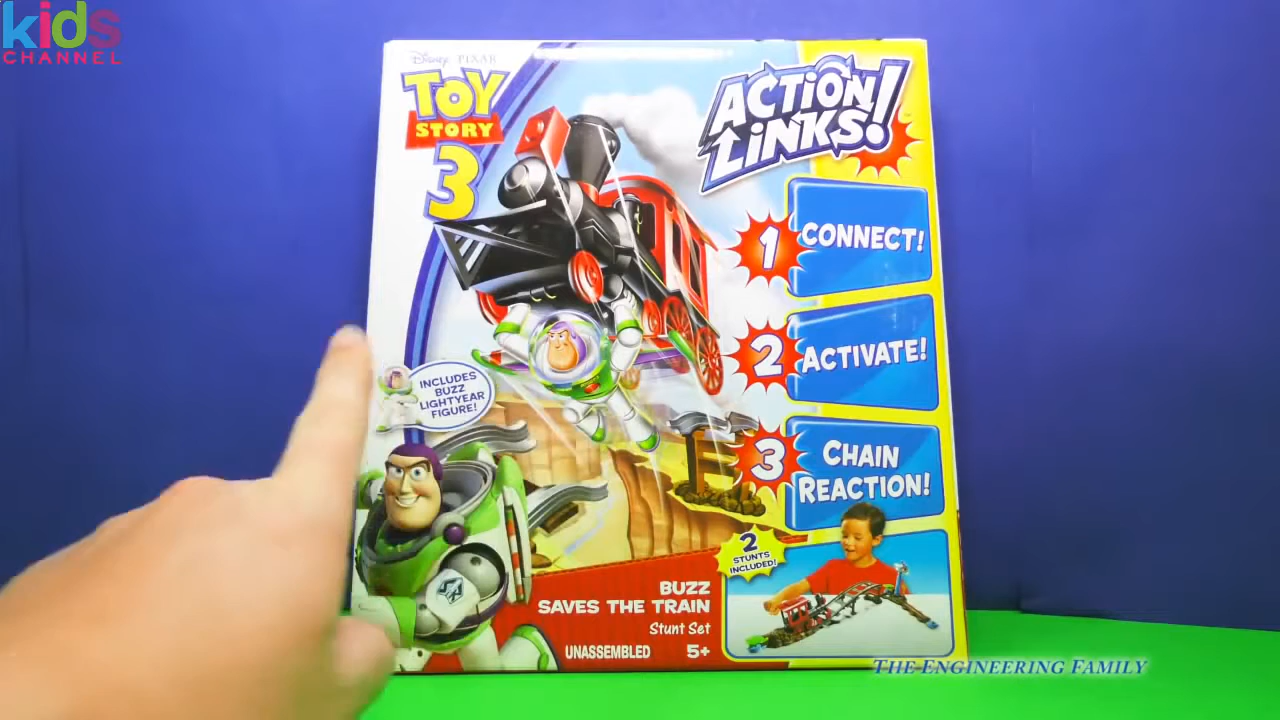 kids
CHANNEL
Disney PIXAR
TOY
STORY
3
ACTION
LINKS!
1 CONNECT!
2 ACTIVATE!
3 CHAIN
REACTION!
INCLUDES
BUZZ
LIGHTYEAR
FIGURE!
2
STUNTS
INCLUDED!
BUZZ
SAVES THE TRAIN
Stunt Set
UNASSEMBLED 5+
THE ENGINEERING FAMILY